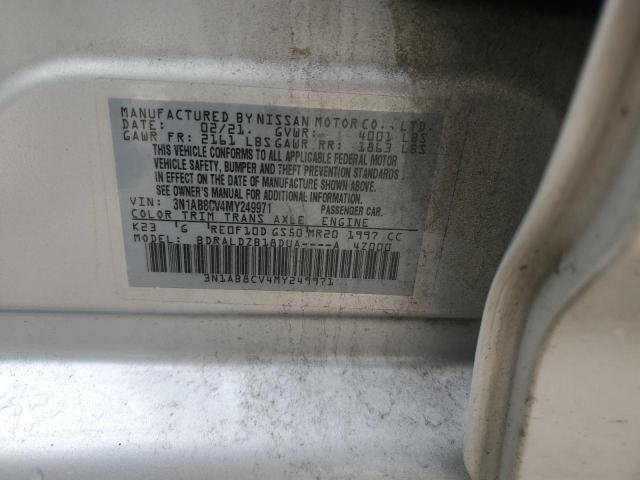 MANUFACTURED BY NISSAN MOTOR CO., LTD.
DATE: 02/21. GVWR: 4001 LBS
GAWR FR: 2161 LBS GAWR RR: 1863 LBS
THIS VEHICLE CONFORMS TO ALL APPLICABLE FEDERAL MOTOR
VEHICLE SAFETY, BUMPER AND THEFT PREVENTION STANDARDS
IN EFFECT ON THE DATE OF MANUFACTURE SHOWN ABOVE.
SEE OWNER'S MANUAL FOR ADDITIONAL INFORMATION.
VIN: 3N1AB8CV4MY249971 PASSENGER CAR.
COLOR TRIM TRANS AXLE ENGINE
K23 G RE0F10D GS50 MR20 1997 CC
MODEL: BDRALDZB18DUA----A 47000
3N1AB8CV4MY249971